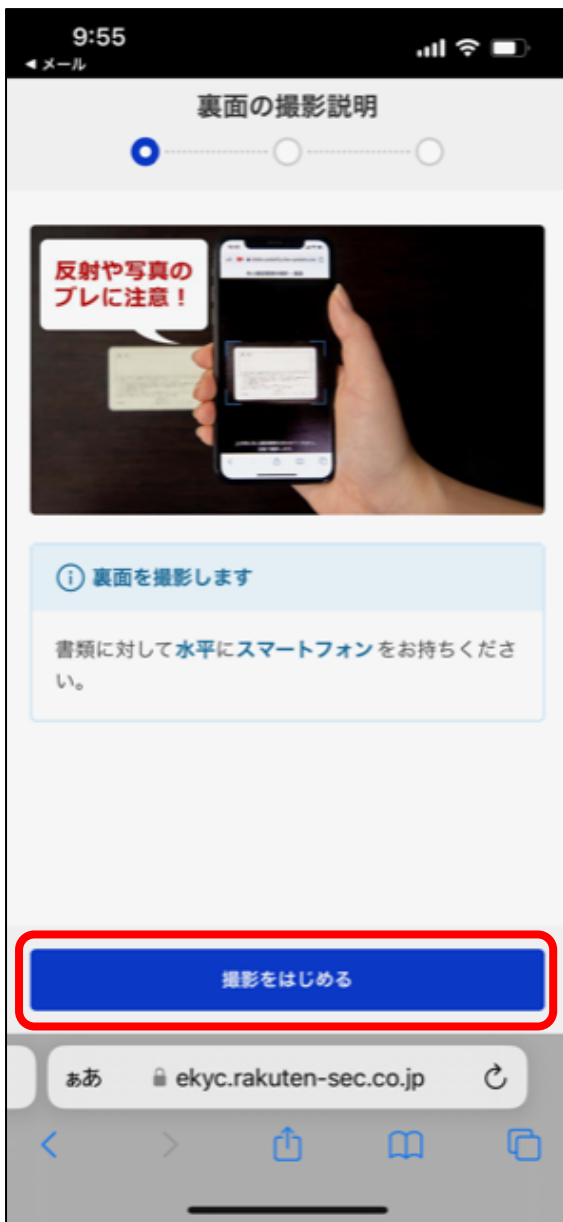 9:55
◀メール
裏面の撮影説明
反射や写真の
ブレに注意！
裏面を撮影します
書類に対して水平にスマートフォンをお持ちくださ
い。
撮影をはじめる
ぁあ ekyc.rakuten-sec.co.jp